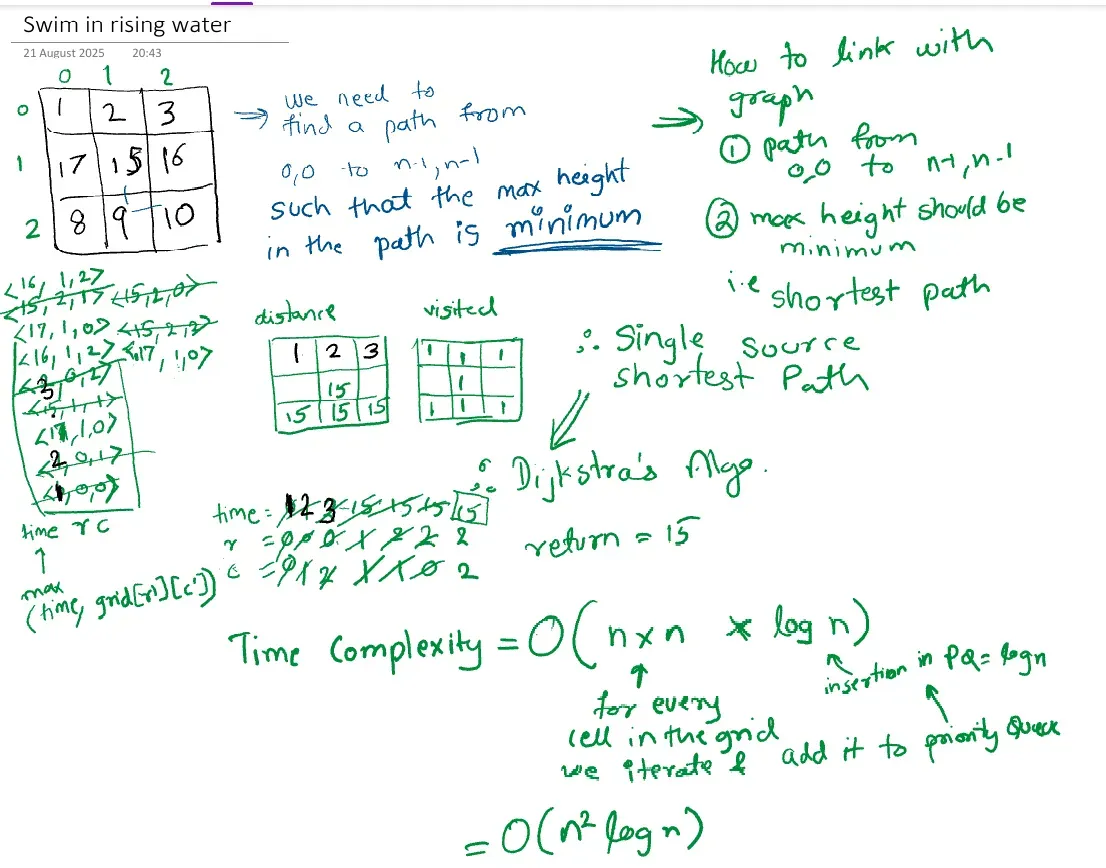 Swim in rising water
21 August 2025 20:43
0 1 2
0 1 2 3
1 17 15 16
2 8 9 10
→ we need to
find a path from
0,0 to n-1, n-1
such that the max height
in the path is minimum
→ How to link with
graph
① path from
0,0 to n-1, n-1
② max height should be
minimum
i.e shortest path
∴ Single source
shortest Path
∴ Dijkstra's Algo.
return = 15
<16, 1,2>
<15, 2,1> <15,2,0>
<17, 1,0> <15,2,2>
<16, 1,2> <17, 1,0>
<3, 0,2>
<15,1,1>
<17,1,0>
<2, 0,1>
<1, 0,0>
time r c
max
(time, grid[r'][c'])
distance
1 2 3
15
15 15 15
visited
1 1 1
1
1 1 1
time = 1 2 3 15 15 15 15
r = 0 0 0 1 2 2 2
c = 0 1 2 1 1 0 2
Time Complexity = O(n×n * log n)
for every
cell in the grid
we iterate & add it to priority Queue
insertion in PQ = logn
= O(n² log n)